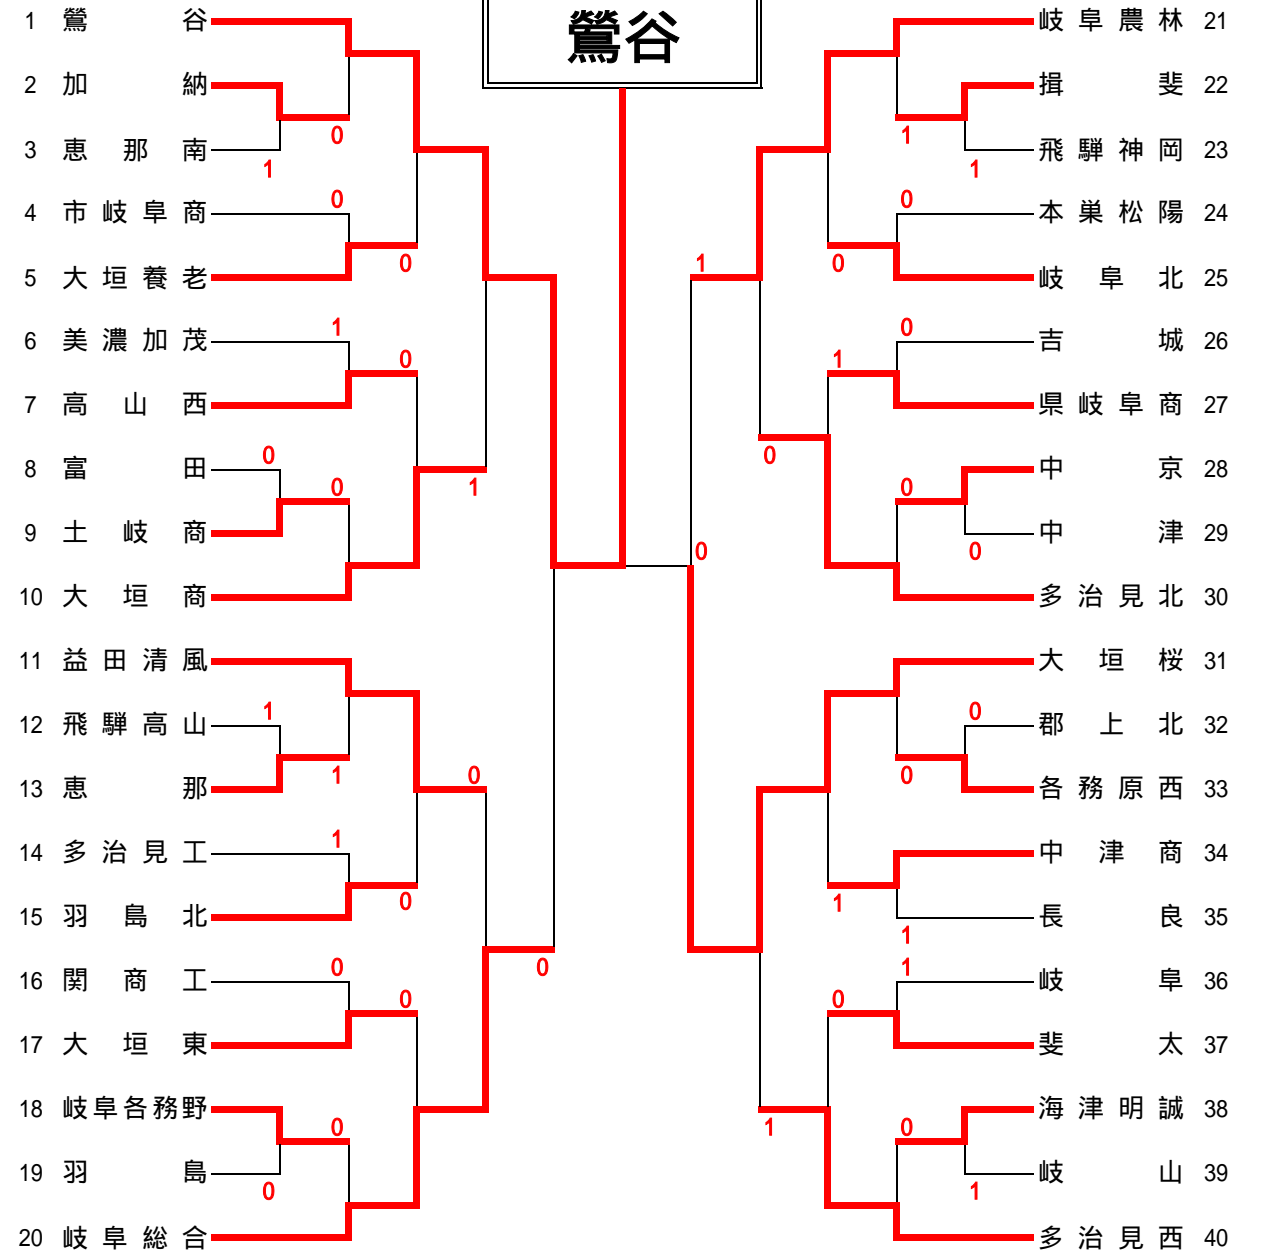 鶯谷
1 鶯谷
2 加納
3 恵那南
4 市岐阜商
5 大垣養老
6 美濃加茂
7 高山西
8 富田
9 土岐商
10 大垣商
11 益田清風
12 飛騨高山
13 恵那
14 多治見工
15 羽島北
16 関商工
17 大垣東
18 岐阜各務野
19 羽島
20 岐阜総合
0
1
0
0
1
0
0
0
1
1
0
1
1
0
0
0
0
0
0
0
1
0
岐阜農林 21
揖斐 22
飛騨神岡 23
本巣松陽 24
岐阜北 25
吉城 26
県岐阜商 27
中京 28
中津 29
多治見北 30
大垣桜 31
郡上北 32
各務原西 33
中津商 34
長良 35
岐阜 36
斐太 37
海津明誠 38
岐山 39
多治見西 40
1
1
0
0
1
0
1
0
0
0
0
0
0
1
1
1
0
1
0
1